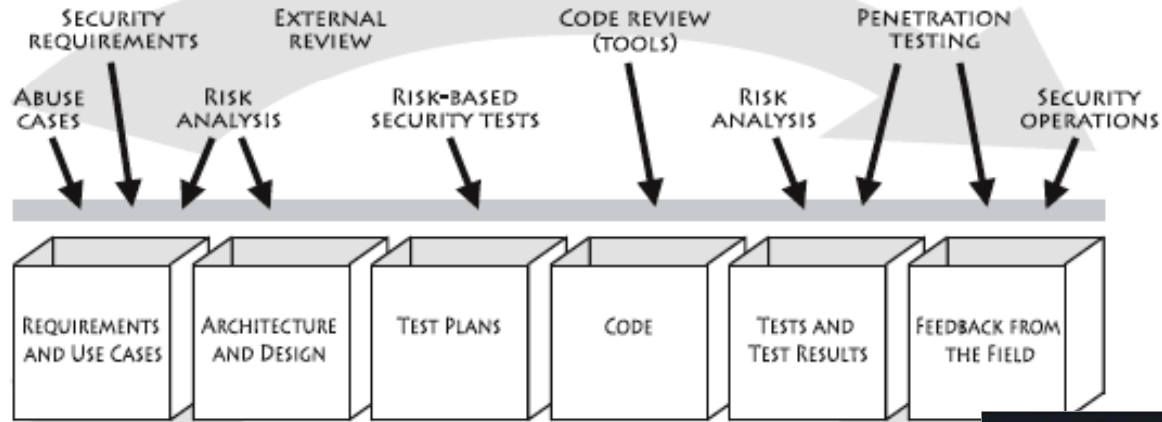 SECURITY
REQUIREMENTS
EXTERNAL
REVIEW
CODE REVIEW
(TOOLS)
PENETRATION
TESTING
ABUSE
CASES
RISK
ANALYSIS
RISK-BASED
SECURITY TESTS
RISK
ANALYSIS
SECURITY
OPERATIONS
REQUIREMENTS
AND USE CASES
ARCHITECTURE
AND DESIGN
TEST PLANS
CODE
TESTS AND
TEST RESULTS
FEEDBACK FROM
THE FIELD